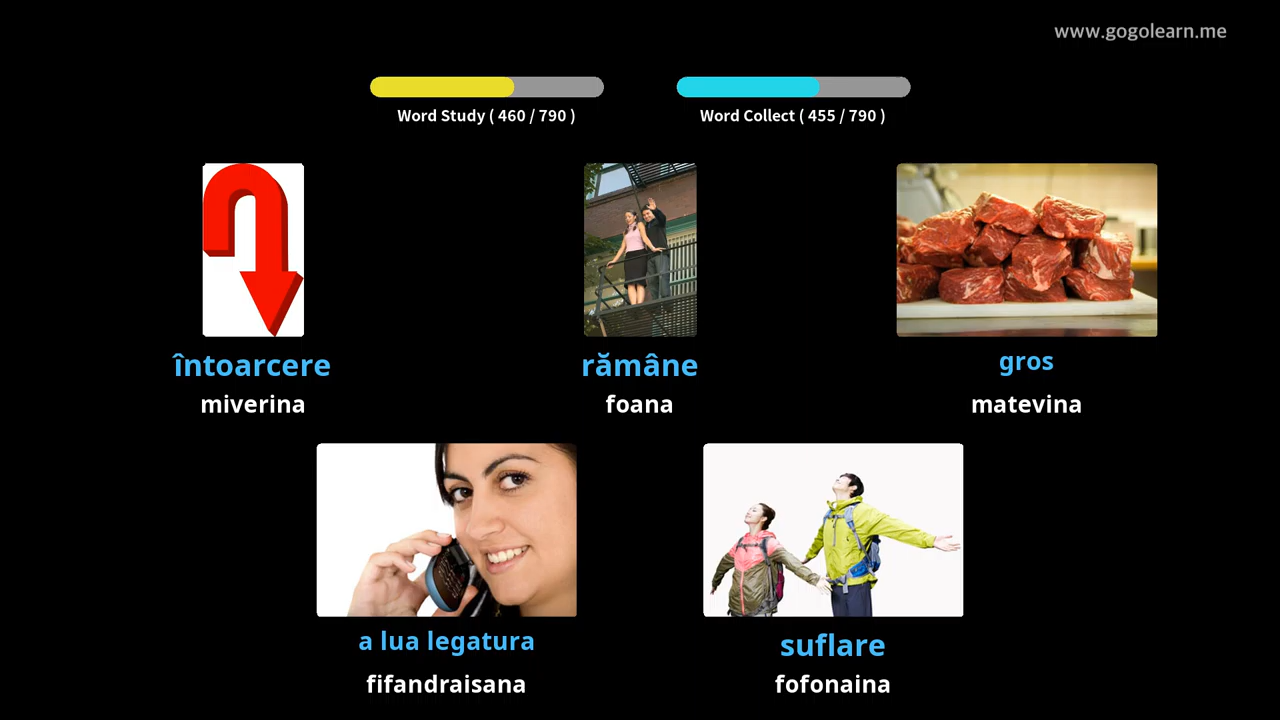 www.gogolearn.me
Word Study ( 460 / 790 )
Word Collect ( 455 / 790 )
întoarcere
miverina
rămâne
foana
gros
matevina
a lua legatura
fifandraisana
suflare
fofonaina